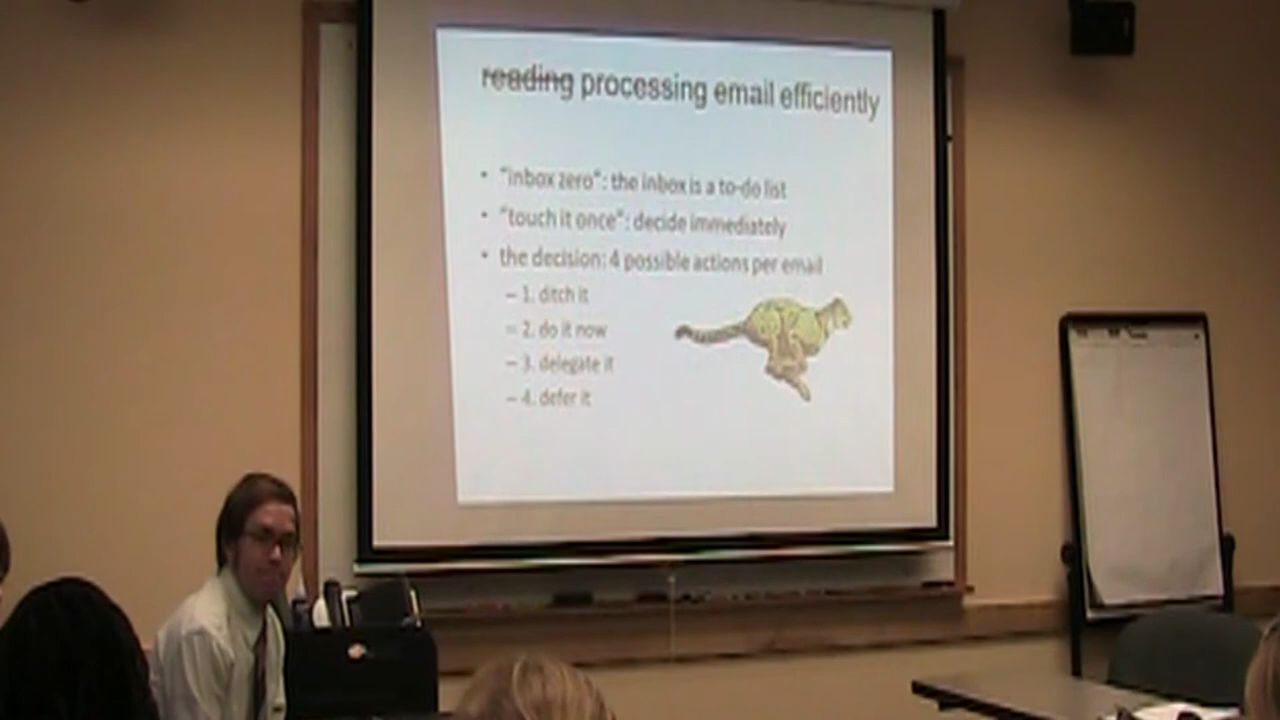 reading processing email efficiently
• "inbox zero": the inbox is a to-do list
• "touch it once": decide immediately
• the decision: 4 possible actions per email
– 1. ditch it
– 2. do it now
– 3. delegate it
– 4. defer it